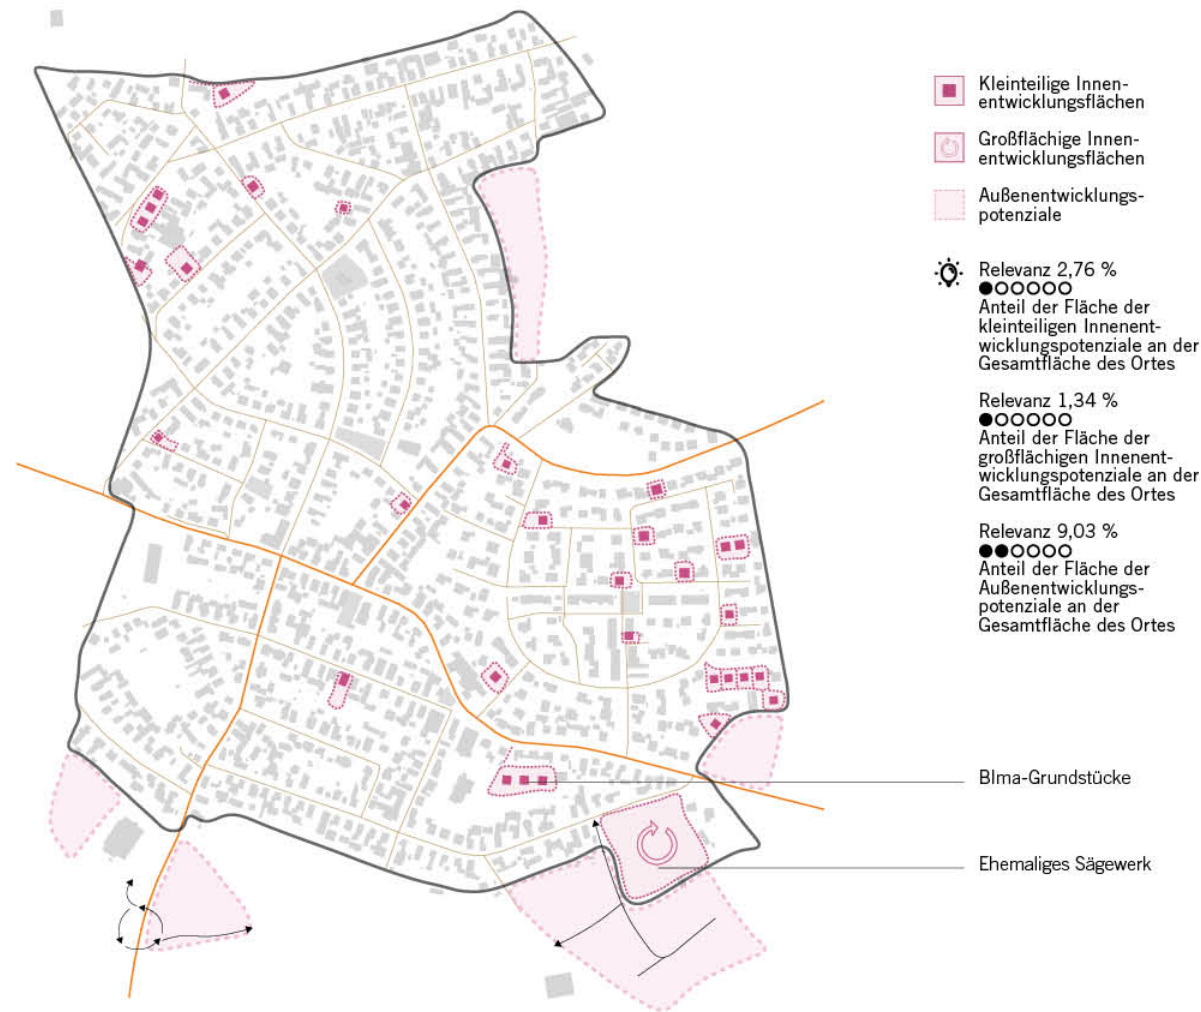 Kleinteilige Innen-
entwicklungsflächen
Großflächige Innen-
entwicklungsflächen
Außenentwicklungs-
potenziale
Relevanz 2,76 %
Anteil der Fläche der
kleinteiligen Innenent-
wicklungspotenziale an der
Gesamtfläche des Ortes
Relevanz 1,34 %
Anteil der Fläche der
großflächigen Innenent-
wicklungspotenziale an der
Gesamtfläche des Ortes
Relevanz 9,03 %
Anteil der Fläche der
Außenentwicklungs-
potenziale an der
Gesamtfläche des Ortes
BIma-Grundstücke
Ehemaliges Sägewerk